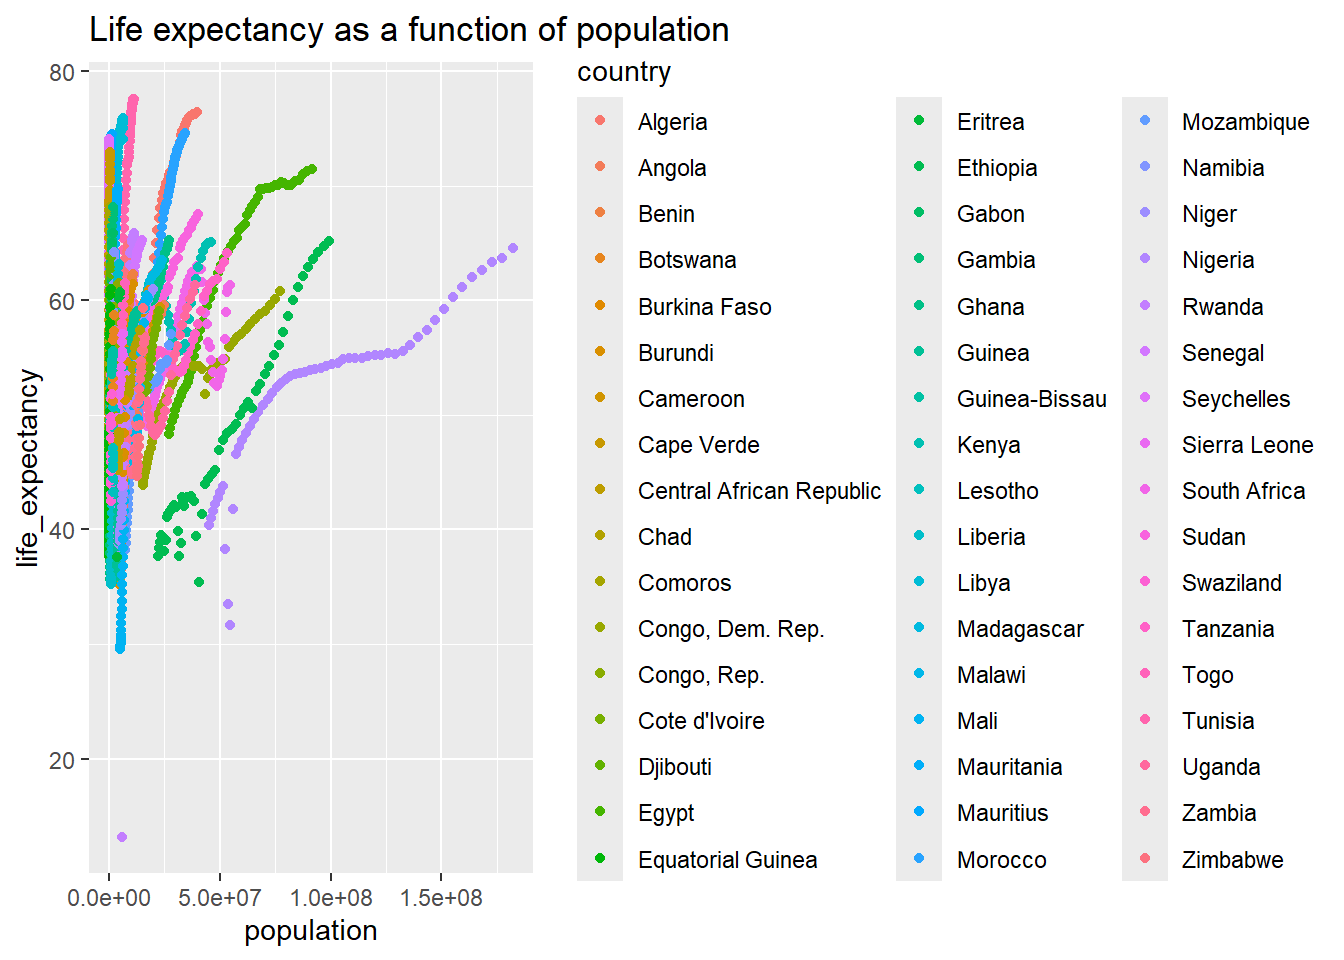 Life expectancy as a function of population
life_expectancy
80
60
40
20
0.0e+00 5.0e+07 1.0e+08 1.5e+08
population
country
Algeria
Angola
Benin
Botswana
Burkina Faso
Burundi
Cameroon
Cape Verde
Central African Republic
Chad
Comoros
Congo, Dem. Rep.
Congo, Rep.
Cote d'Ivoire
Djibouti
Egypt
Equatorial Guinea
Eritrea
Ethiopia
Gabon
Gambia
Ghana
Guinea
Guinea-Bissau
Kenya
Lesotho
Liberia
Libya
Madagascar
Malawi
Mali
Mauritania
Mauritius
Morocco
Mozambique
Namibia
Niger
Nigeria
Rwanda
Senegal
Seychelles
Sierra Leone
South Africa
Sudan
Swaziland
Tanzania
Togo
Tunisia
Uganda
Zambia
Zimbabwe